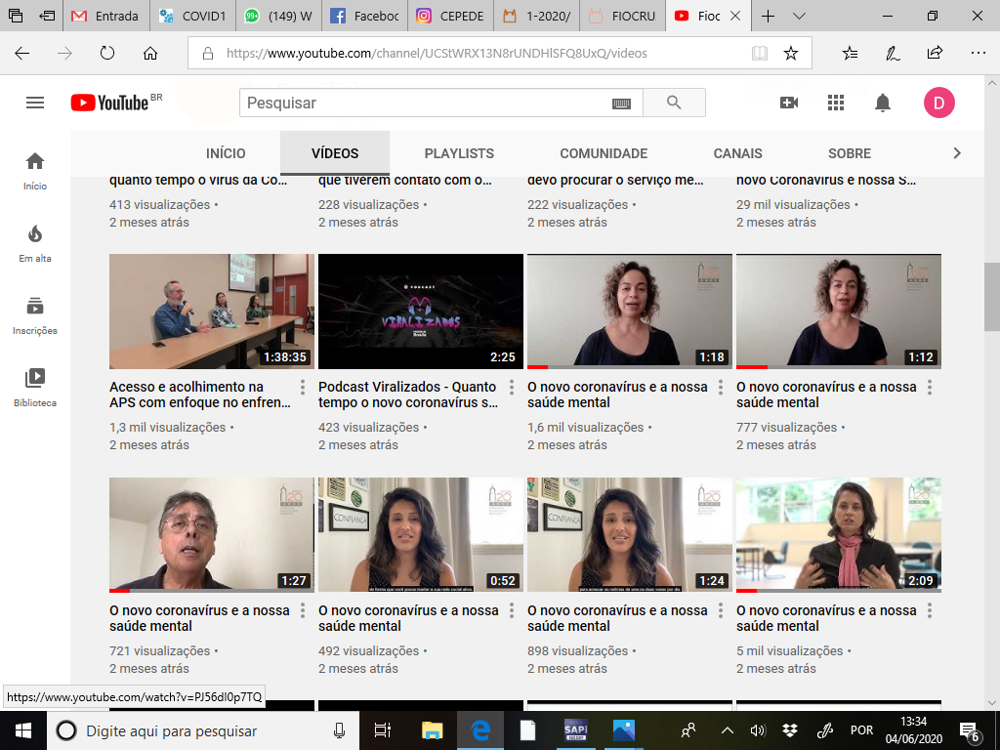 Entrada
COVID1
(149) W
Faceboc
CEPEDE
1-2020/
FIOCRU
Fioc
https://www.youtube.com/channel/UCStWRX13N8rUNDHlSFQ8UxQ/videos
YouTube BR
Pesquisar
D
INÍCIO
VÍDEOS
PLAYLISTS
COMUNIDADE
CANAIS
SOBRE
Início
Em alta
Inscrições
Biblioteca
quanto tempo o vírus da Co...
que tiverem contato com o...
devo procurar o serviço me...
novo Coronavírus e nossa S...
413 visualizações •
228 visualizações •
222 visualizações •
29 mil visualizações •
2 meses atrás
2 meses atrás
2 meses atrás
2 meses atrás
PODCAST
VIRALIZADOS
1:38:35
2:25
1:18
1:12
Acesso e acolhimento na
APS com enfoque no enfren...
Podcast Viralizados - Quanto
tempo o novo coronavírus s...
O novo coronavírus e a nossa
saúde mental
O novo coronavírus e a nossa
saúde mental
1,3 mil visualizações •
423 visualizações •
1,6 mil visualizações •
777 visualizações •
2 meses atrás
2 meses atrás
2 meses atrás
2 meses atrás
120
CONFIANÇA
CONFIANÇA
1:27
0:52
1:24
2:09
O novo coronavírus e a nossa
saúde mental
O novo coronavírus e a nossa
saúde mental
O novo coronavírus e a nossa
saúde mental
O novo coronavírus e a nossa
saúde mental
721 visualizações •
492 visualizações •
898 visualizações •
5 mil visualizações •
2 meses atrás
2 meses atrás
2 meses atrás
2 meses atrás
https://www.youtube.com/watch?v=PJ56dI0p7TQ
Digite aqui para pesquisar
SAPI
POR
13:34
04/06/2020
6